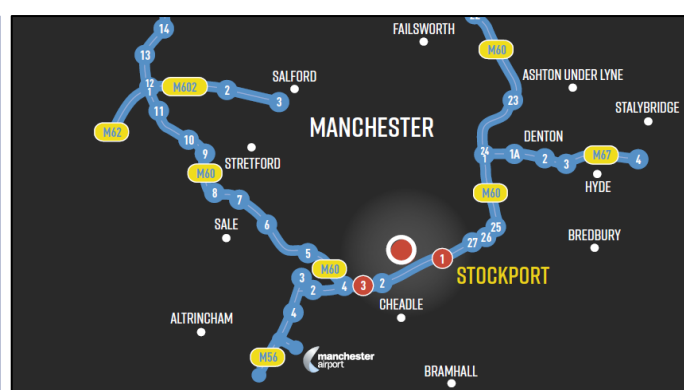 22
14
FAILSWORTH
M60
13
SALFORD
ASHTON UNDER LYNE
12
1
M602
2
3
23
STALYBRIDGE
11
MANCHESTER
M62
DENTON
10
9
STRETFORD
24
1
1A
2
3
M67
4
M60
HYDE
8
7
M60
SALE
6
25
26
27
BREDBURY
5
1
M60
STOCKPORT
3
2
4
3
2
CHEADLE
4
ALTRINCHAM
M56
manchester
airport
BRAMHALL